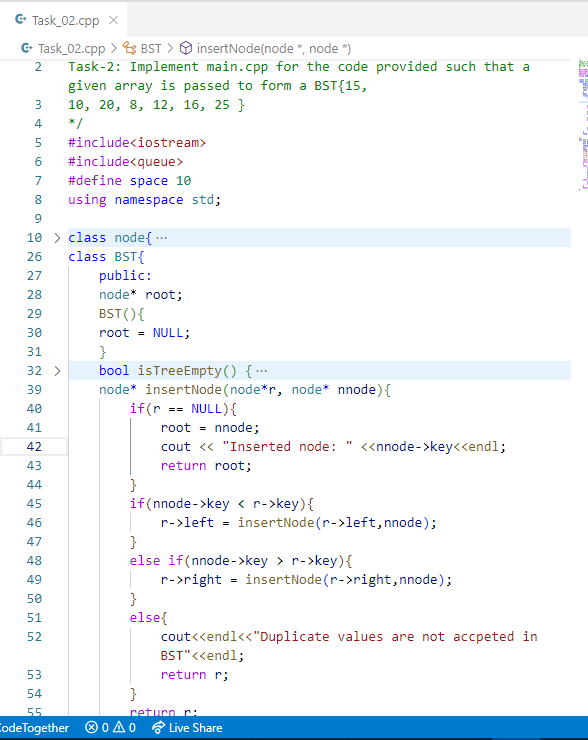 Task_02.cpp ×
Task_02.cpp > BST > insertNode(node *, node *)
2 Task-2: Implement main.cpp for the code provided such that a
given array is passed to form a BST{15,
3 10, 20, 8, 12, 16, 25 }
4 */
5 #include<iostream>
6 #include<queue>
7 #define space 10
8 using namespace std;
9
10 > class node{ ···
26 class BST{
27 public:
28 node* root;
29 BST(){
30 root = NULL;
31 }
32 > bool isTreeEmpty() { ···
39 node* insertNode(node*r, node* nnode){
40 if(r == NULL){
41 root = nnode;
42 cout << "Inserted node: " <<nnode->key<<endl;
43 return root;
44 }
45 if(nnode->key < r->key){
46 r->left = insertNode(r->left,nnode);
47 }
48 else if(nnode->key > r->key){
49 r->right = insertNode(r->right,nnode);
50 }
51 else{
52 cout<<endl<<"Duplicate values are not accpeted in
BST"<<endl;
53 return r;
54 }
55 return r;
CodeTogether 0 0 Live Share